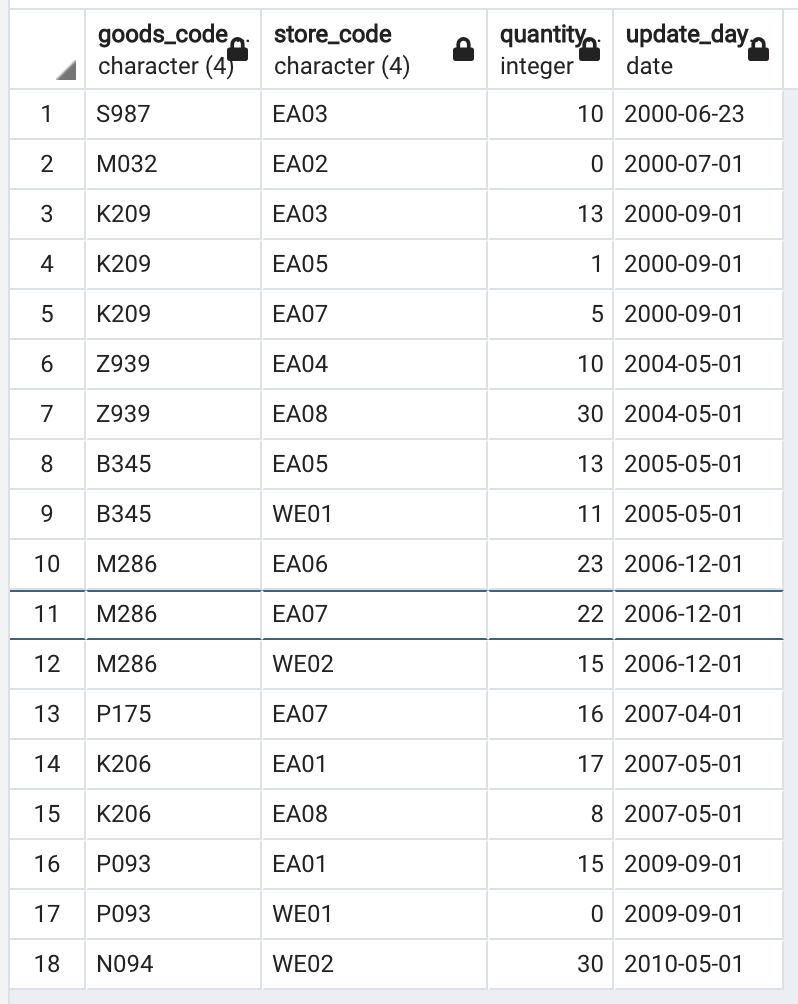 goods_code.. store_code quantity.. update_day..
character (4) character (4) integer date
1 S987 EA03 10 2000-06-23
2 M032 EA02 0 2000-07-01
3 K209 EA03 13 2000-09-01
4 K209 EA05 1 2000-09-01
5 K209 EA07 5 2000-09-01
6 Z939 EA04 10 2004-05-01
7 Z939 EA08 30 2004-05-01
8 B345 EA05 13 2005-05-01
9 B345 WE01 11 2005-05-01
10 M286 EA06 23 2006-12-01
11 M286 EA07 22 2006-12-01
12 M286 WE02 15 2006-12-01
13 P175 EA07 16 2007-04-01
14 K206 EA01 17 2007-05-01
15 K206 EA08 8 2007-05-01
16 P093 EA01 15 2009-09-01
17 P093 WE01 0 2009-09-01
18 N094 WE02 30 2010-05-01